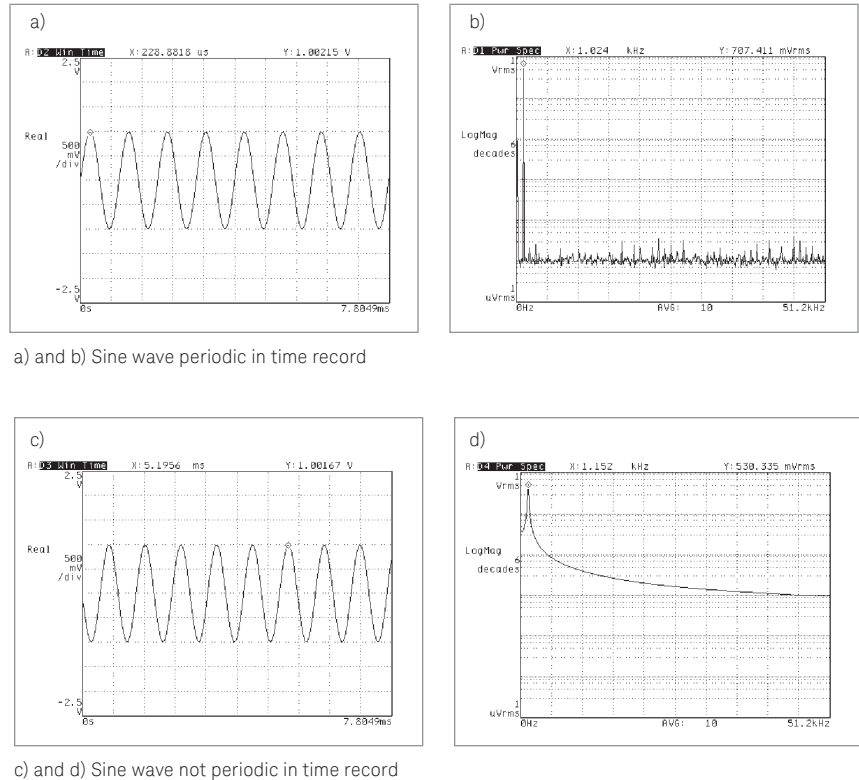 a)
A: D2 Win Time X:228.8818 us Y:1.00215 V
2.5
V
Real
500
mV
/div
-2.5
V
0s 7.8049ms
b)
A: D1 Pwr Spec X:1.024 kHz Y:707.411 mVrms
1
Vrms
LogMag
6
decades
1
uVrms
0Hz AVG: 10 51.2kHz
a) and b) Sine wave periodic in time record
c)
A: D3 Win Time X:5.1956 ms Y:1.00167 V
2.5
V
Real
500
mV
/div
-2.5
V
0s 7.8049ms
d)
A: D4 Pwr Spec X:1.152 kHz Y:530.335 mVrms
1
Vrms
LogMag
6
decades
1
uVrms
0Hz AVG: 10 51.2kHz
c) and d) Sine wave not periodic in time record